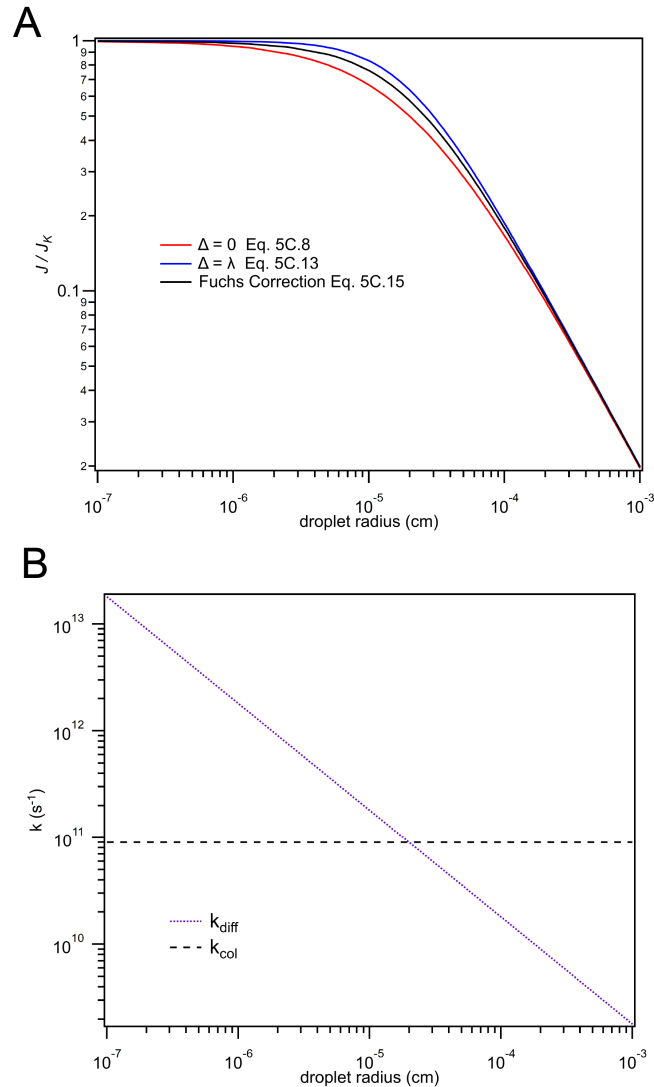 A
1
9
8
7
6
5
4
3
2
0.1
9
8
7
6
5
4
3
2
J / J_K
Δ = 0 Eq. 5C.8
Δ = λ Eq. 5C.13
Fuchs Correction Eq. 5C.15
10^-7 10^-6 10^-5 10^-4 10^-3
droplet radius (cm)
B
10^13
10^12
10^11
10^10
k (s^-1)
k_diff
k_col
10^-7 10^-6 10^-5 10^-4 10^-3
droplet radius (cm)